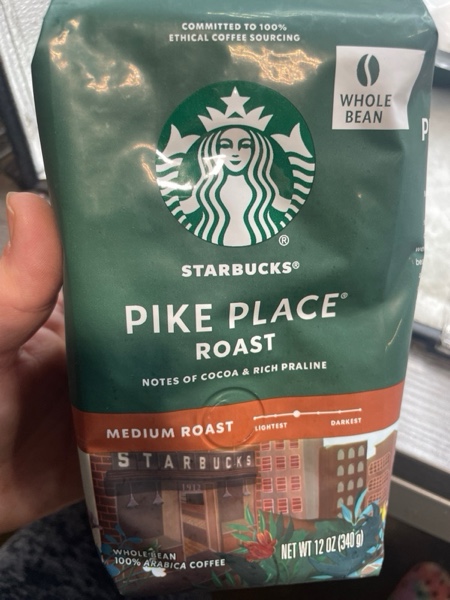 COMMITTED TO 100%
ETHICAL COFFEE SOURCING
WHOLE
BEAN
P
®
STARBUCKS®
PIKE PLACE®
ROAST
NOTES OF COCOA & RICH PRALINE
MEDIUM ROAST
LIGHTEST
DARKEST
STARBUCKS
1912
WHOLE BEAN
100% ARABICA COFFEE
NET WT 12 OZ (340 g)